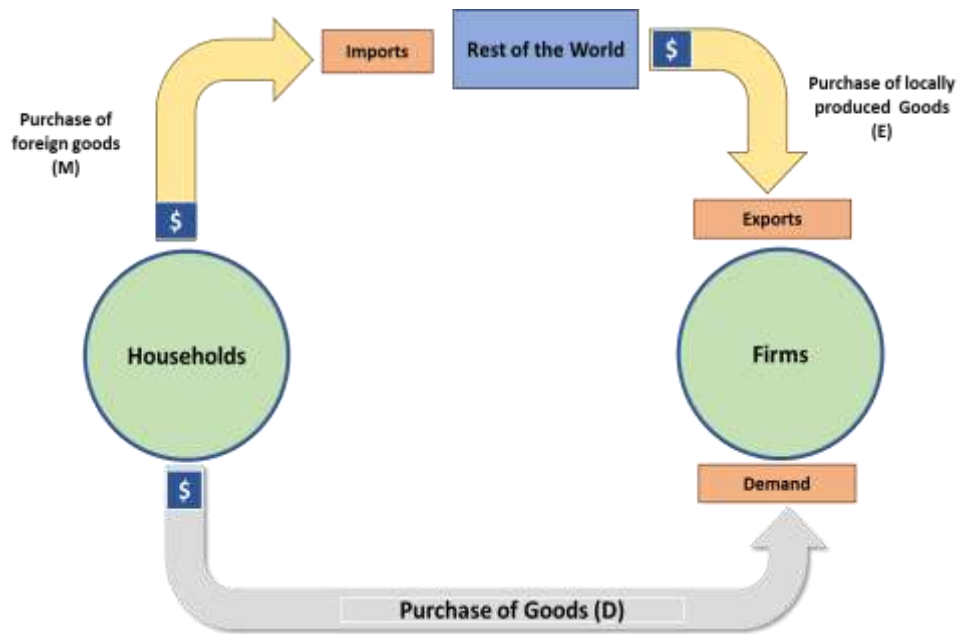 Imports
Rest of the World
$
Purchase of locally
produced Goods
(E)
Purchase of
foreign goods
(M)
$
Exports
Households
Firms
$
Demand
Purchase of Goods (D)